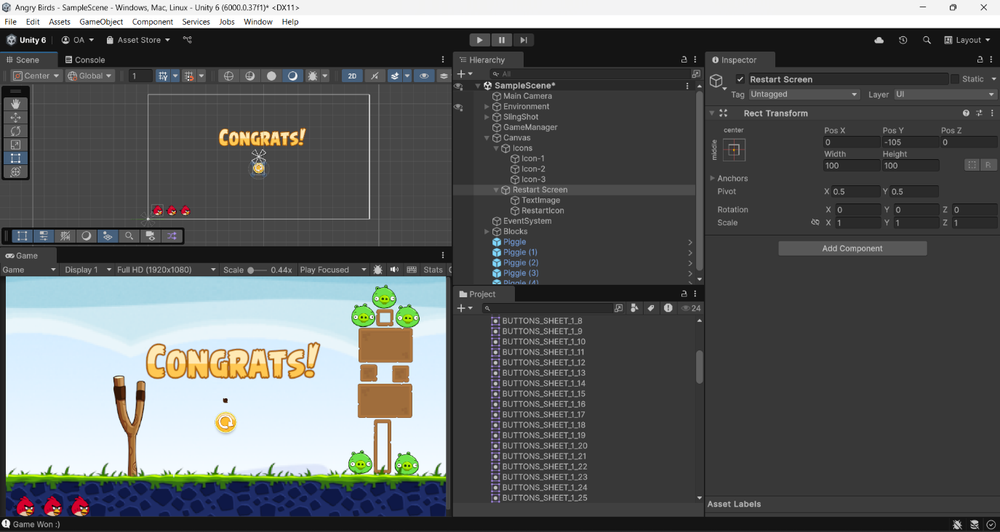 Angry Birds - SampleScene - Windows, Mac, Linux - Unity 6 (6000.0.37f1)* <DX11>
File Edit Assets GameObject Component Services Jobs Window Help
Unity 6 OA Asset Store Layout
Scene Console
Center Global 1 2D
CONGRATS!
Game
Game Display 1 Full HD (1920x1080) Scale 0.44x Play Focused Stats
CONGRATS!
Hierarchy
All
SampleScene*
Main Camera
Environment
SlingShot
GameManager
Canvas
Icons
Icon-1
Icon-2
Icon-3
Restart Screen
TextImage
RestartIcon
EventSystem
Blocks
Piggie
Piggie (1)
Piggie (2)
Piggie (3)
Piggie (4)
Project
24
BUTTONS_SHEET_1_8
BUTTONS_SHEET_1_9
BUTTONS_SHEET_1_10
BUTTONS_SHEET_1_11
BUTTONS_SHEET_1_12
BUTTONS_SHEET_1_13
BUTTONS_SHEET_1_14
BUTTONS_SHEET_1_15
BUTTONS_SHEET_1_16
BUTTONS_SHEET_1_17
BUTTONS_SHEET_1_18
BUTTONS_SHEET_1_19
BUTTONS_SHEET_1_20
BUTTONS_SHEET_1_21
BUTTONS_SHEET_1_22
BUTTONS_SHEET_1_23
BUTTONS_SHEET_1_24
BUTTONS_SHEET_1_25
Inspector
Restart Screen Static
Tag Untagged Layer UI
Rect Transform
center
middle
Pos X Pos Y Pos Z
0 -105 0
Width Height
100 100 R
Anchors
Pivot X 0.5 Y 0.5
Rotation X 0 Y 0 Z 0
Scale X 1 Y 1 Z 1
Add Component
Asset Labels
Game Won :)